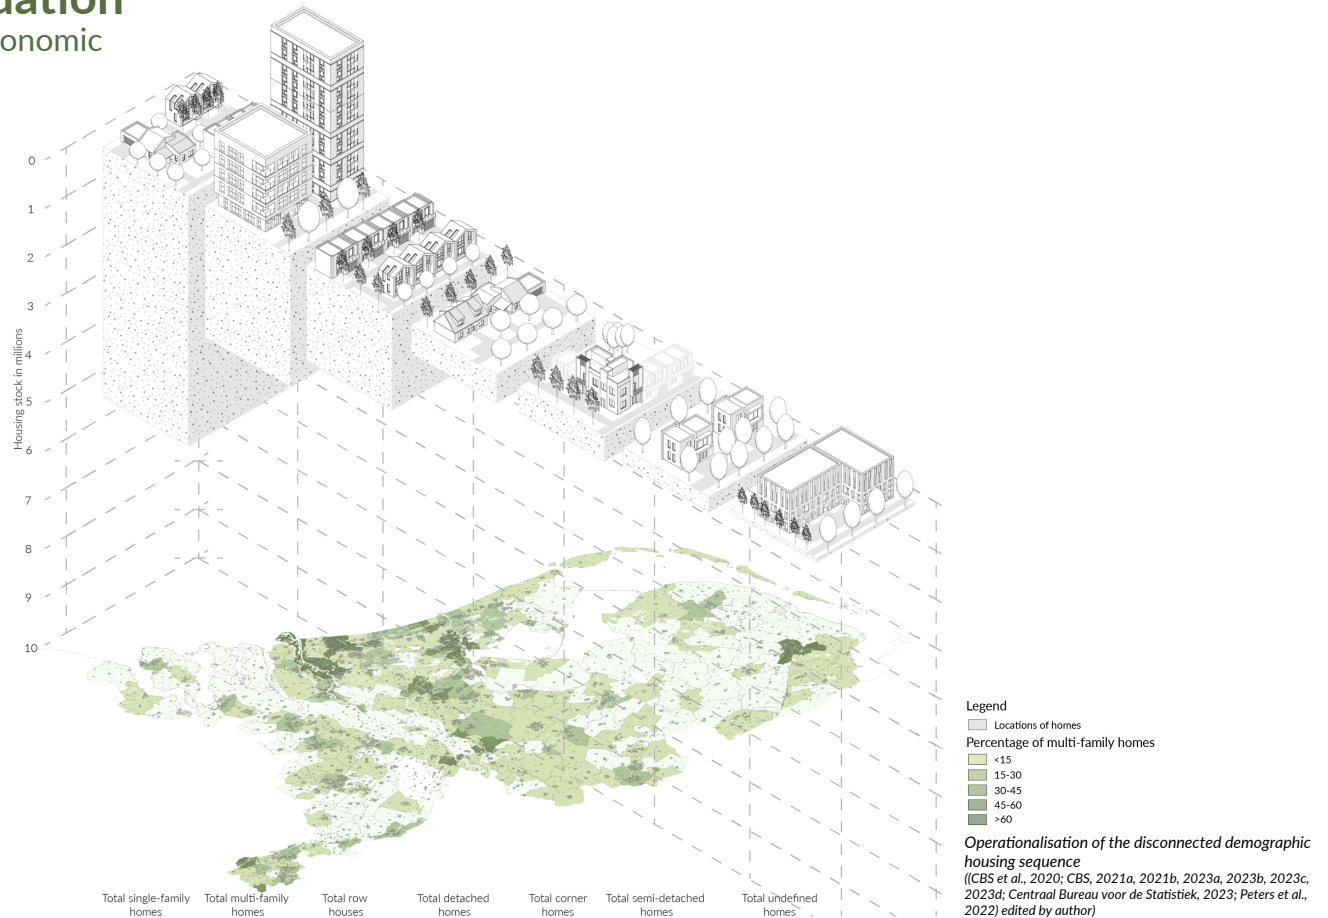 dation
onomic
0
1
2
3
4
5
6
7
8
9
10
Housing stock in millions
Legend
Locations of homes
Percentage of multi-family homes
<15
15-30
30-45
45-60
>60
Operationalisation of the disconnected demographic
housing sequence
((CBS et al., 2020; CBS, 2021a, 2021b, 2023a, 2023b, 2023c,
2023d; Centraal Bureau voor de Statistiek, 2023; Peters et al.,
2022) edited by author)
Total single-family
homes
Total multi-family
homes
Total row
houses
Total detached
homes
Total corner
homes
Total semi-detached
homes
Total undefined
homes